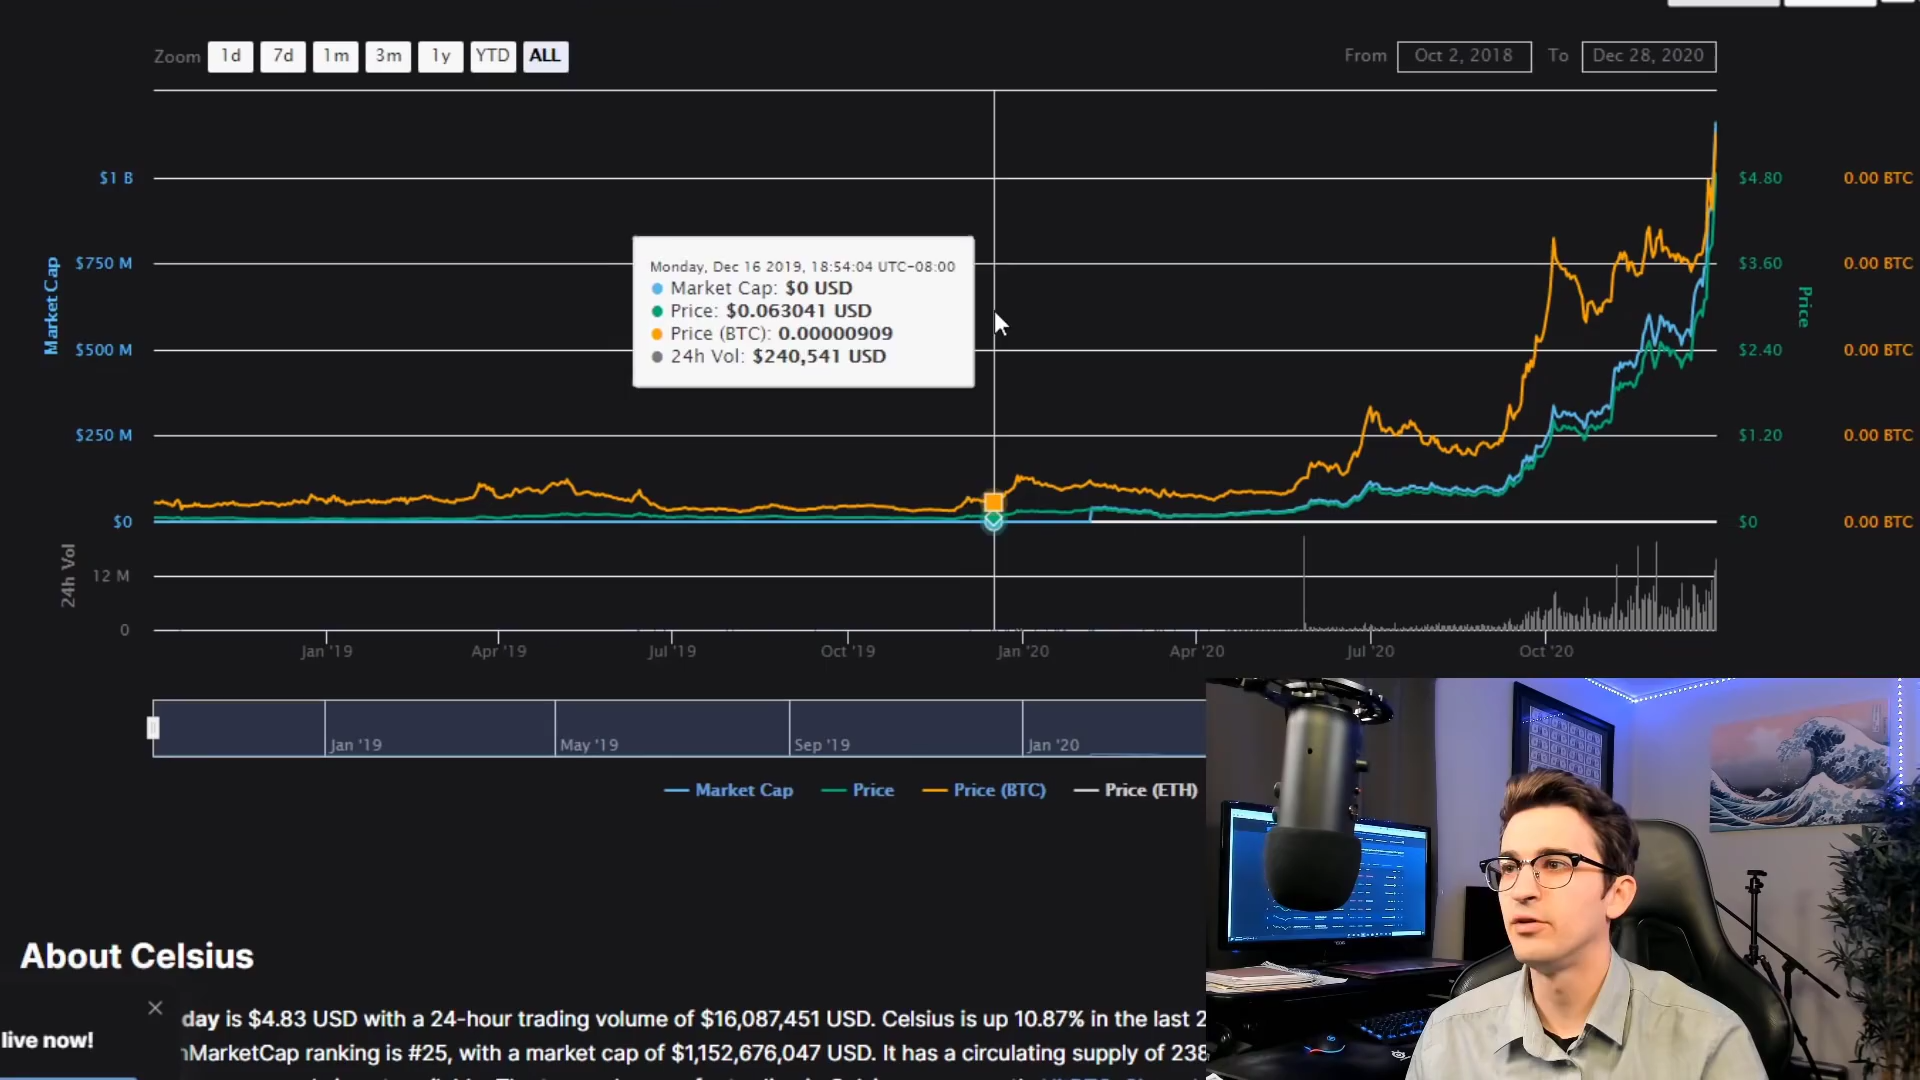 Zoom 1d 7d 1m 3m 1y YTD ALL From Oct 2, 2018 To Dec 28, 2020
$1 B
$750 M
$500 M
$250 M
$0
Market Cap
12 M
0
24h Vol
Monday, Dec 16 2019, 18:54:04 UTC-08:00
Market Cap: $0 USD
Price: $0.063041 USD
Price (BTC): 0.00000909
24h Vol: $240,541 USD
$4.80
$3.60
$2.40
$1.20
$0
Price
0.00 BTC
0.00 BTC
0.00 BTC
0.00 BTC
0.00 BTC
Jan '19 Apr '19 Jul '19 Oct '19 Jan '20 Apr '20 Jul '20 Oct '20
Jan '19 May '19 Sep '19 Jan '20
Market Cap Price Price (BTC) Price (ETH)
About Celsius
day is $4.83 USD with a 24-hour trading volume of $16,087,451 USD. Celsius is up 10.87% in the last 2
live now!
nMarketCap ranking is #25, with a market cap of $1,152,676,047 USD. It has a circulating supply of 238